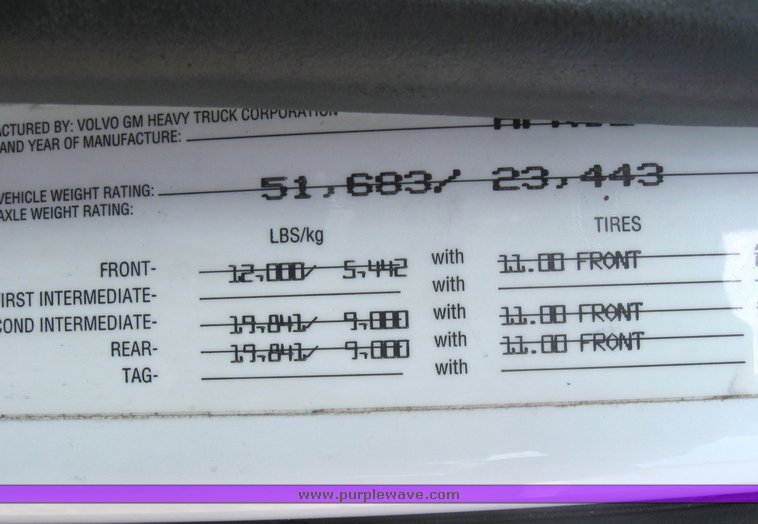 ACTURED BY: VOLVO GM HEAVY TRUCK CORPORATION
AND YEAR OF MANUFACTURE:
VEHICLE WEIGHT RATING: 51,683/ 23,443
AXLE WEIGHT RATING:
LBS/kg TIRES
FRONT- 12,000/ 5,442 with 11.00 FRONT
FIRST INTERMEDIATE- with
COND INTERMEDIATE- 19,841/ 9,000 with 11.00 FRONT
REAR- 19,841/ 9,000 with 11.00 FRONT
TAG- with
www.purplewave.com